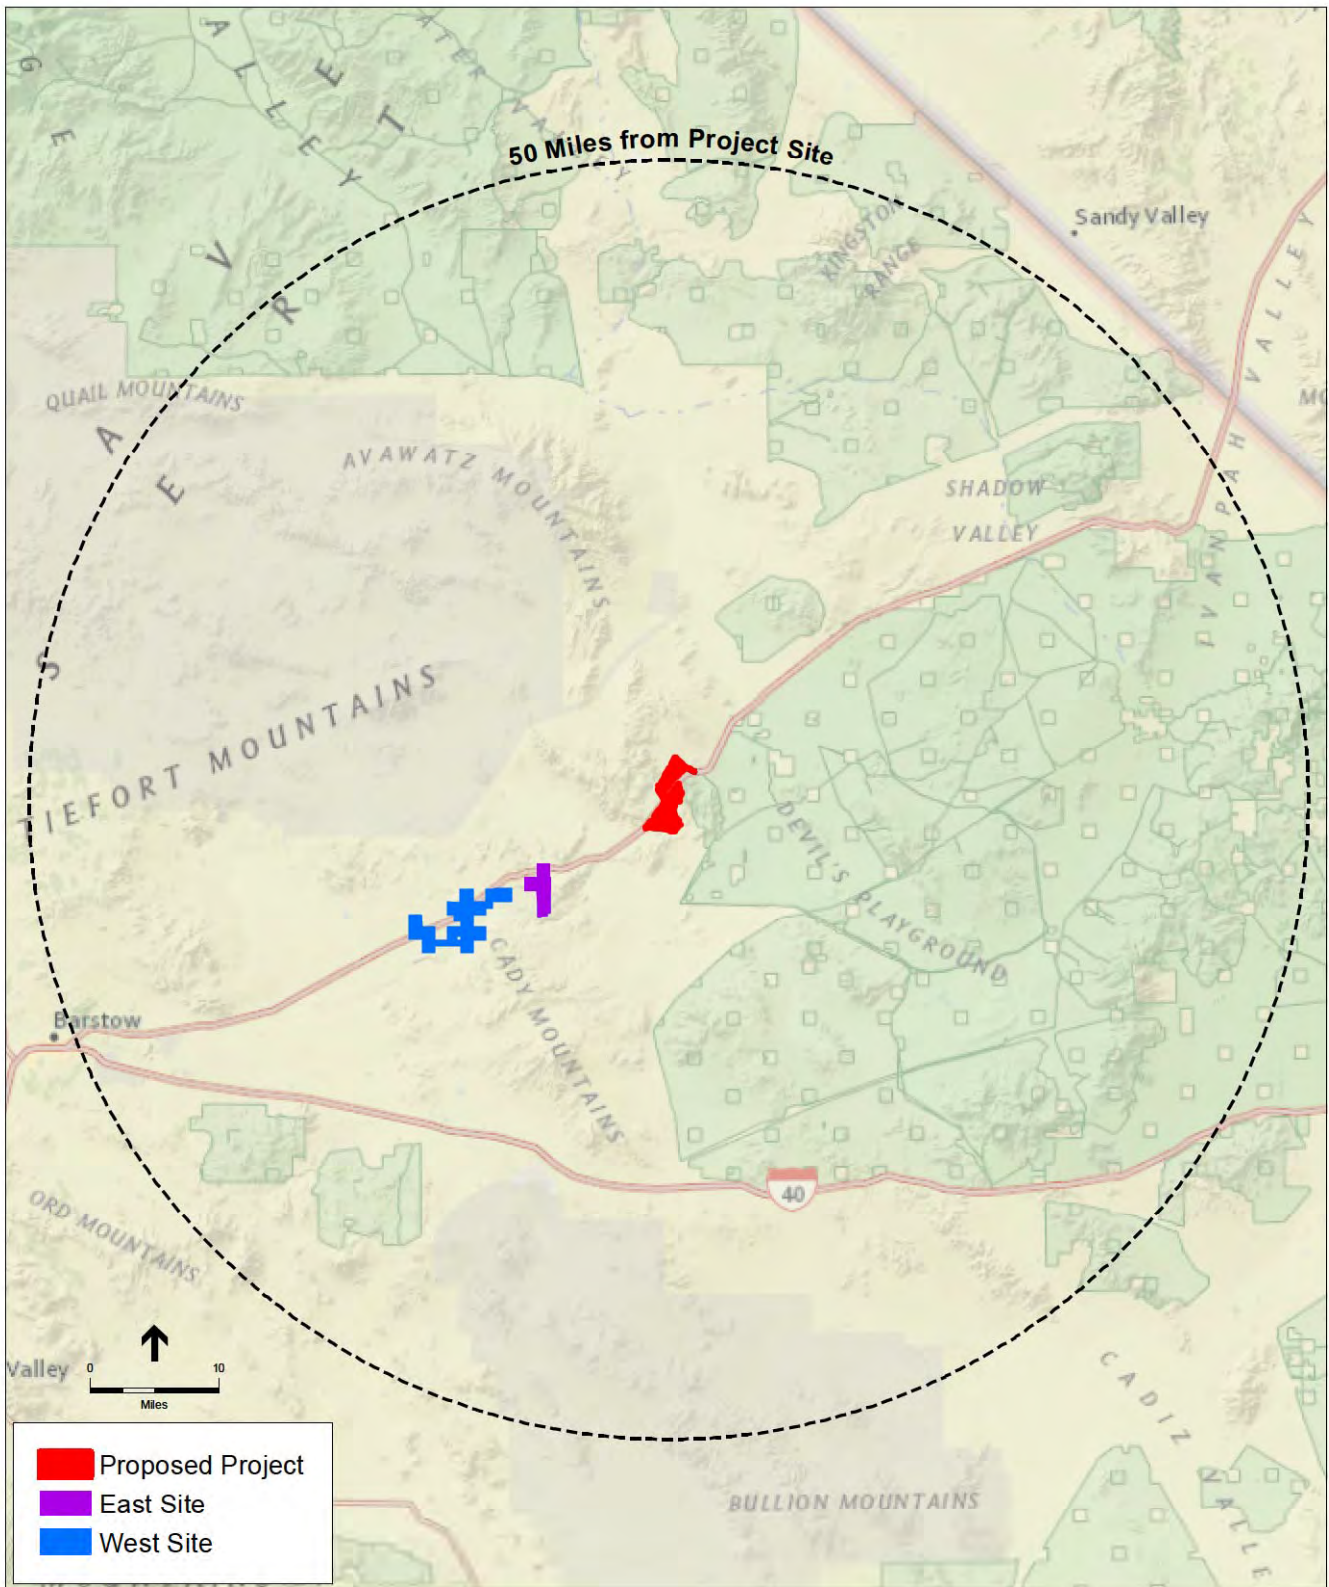 50 Miles from Project Site
Sandy Valley
KINGSTON
RANGE
QUAIL MOUNTAINS
AVAWATZ MOUNTAINS
SHADOW
VALLEY
IVANPAH VALLEY
TIEFORT MOUNTAINS
DEVIL'S PLAYGROUND
CADY MOUNTAINS
Barstow
40
ORD MOUNTAINS
Valley
0 10
Miles
CADIZ VALLE
BULLION MOUNTAINS
Proposed Project
East Site
West Site